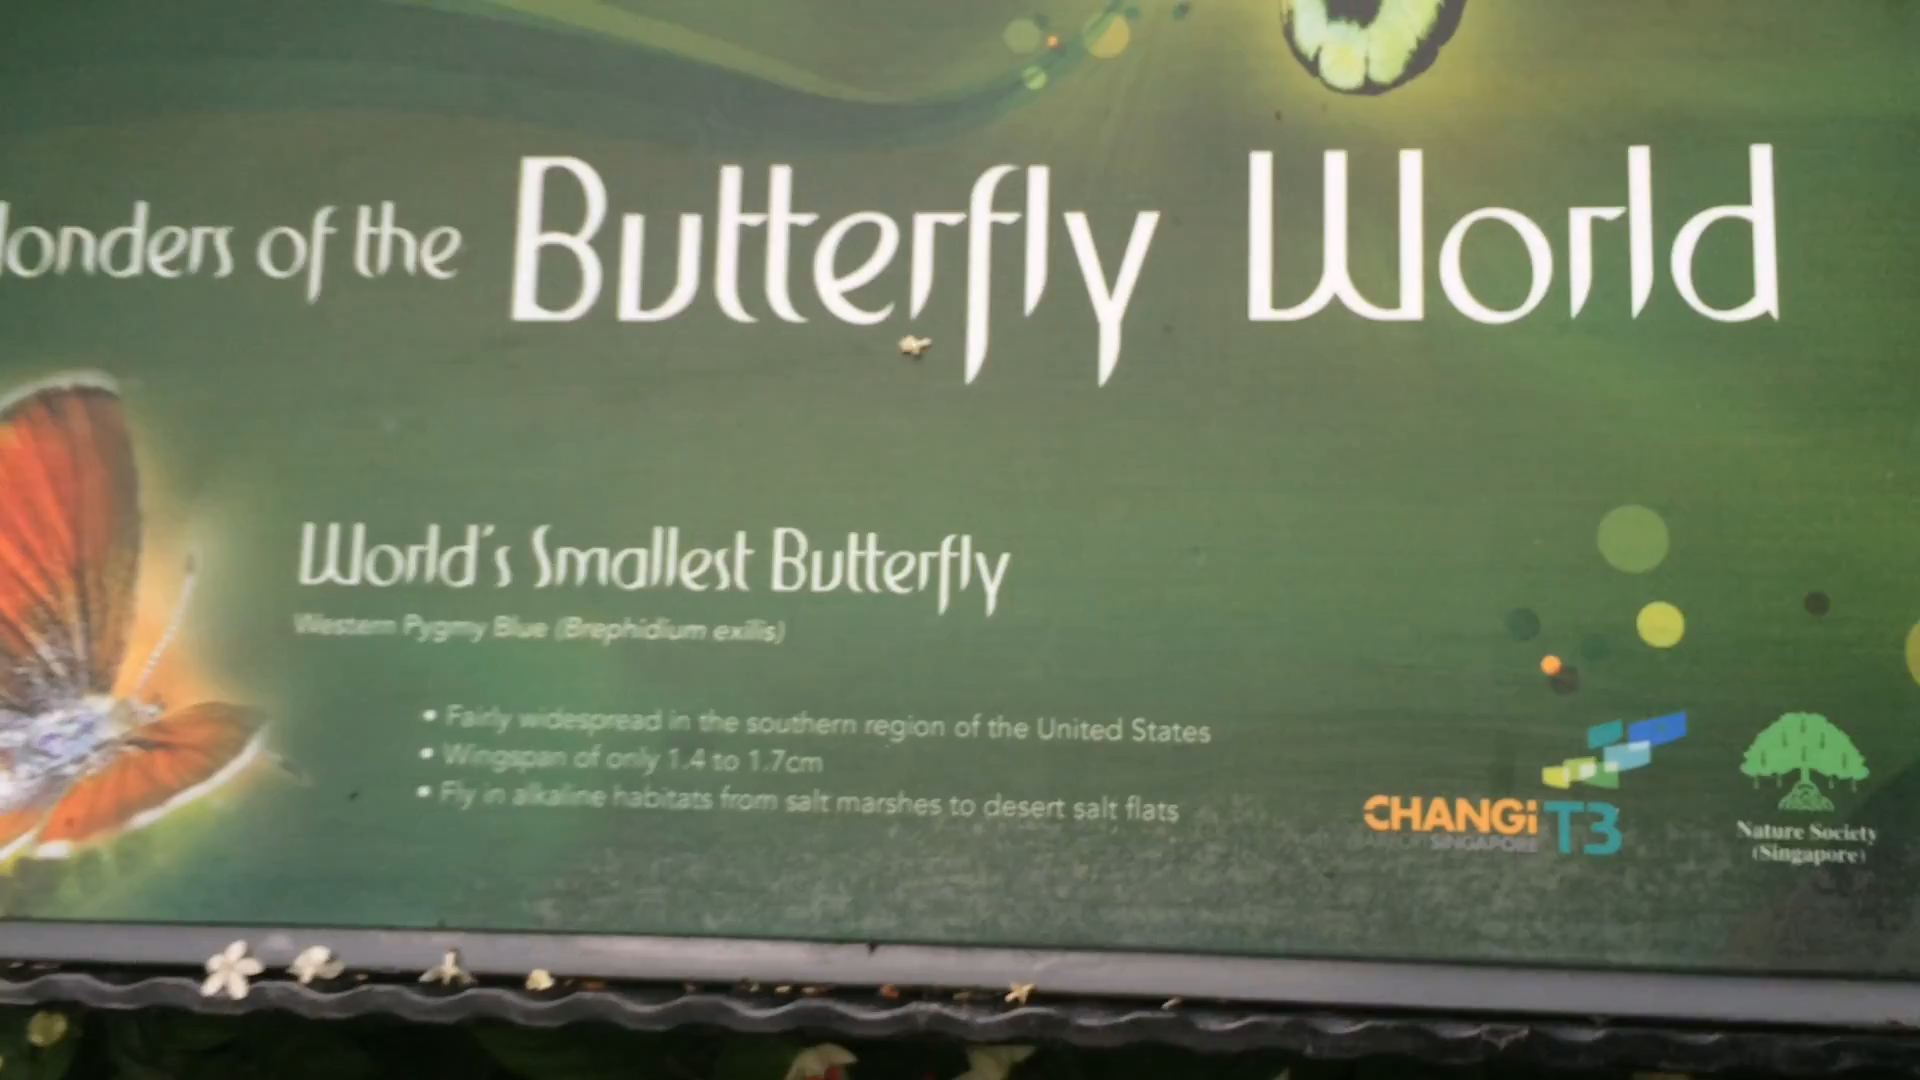 Wonders of the Butterfly World
World's Smallest Butterfly
Western Pygmy Blue (Brephidium exilis)
• Fairly widespread in the southern region of the United States
• Wingspan of only 1.4 to 1.7cm
• Fly in alkaline habitats from salt marshes to desert salt flats
CHANGi T3
AIRPORT SINGAPORE
Nature Society
(Singapore)